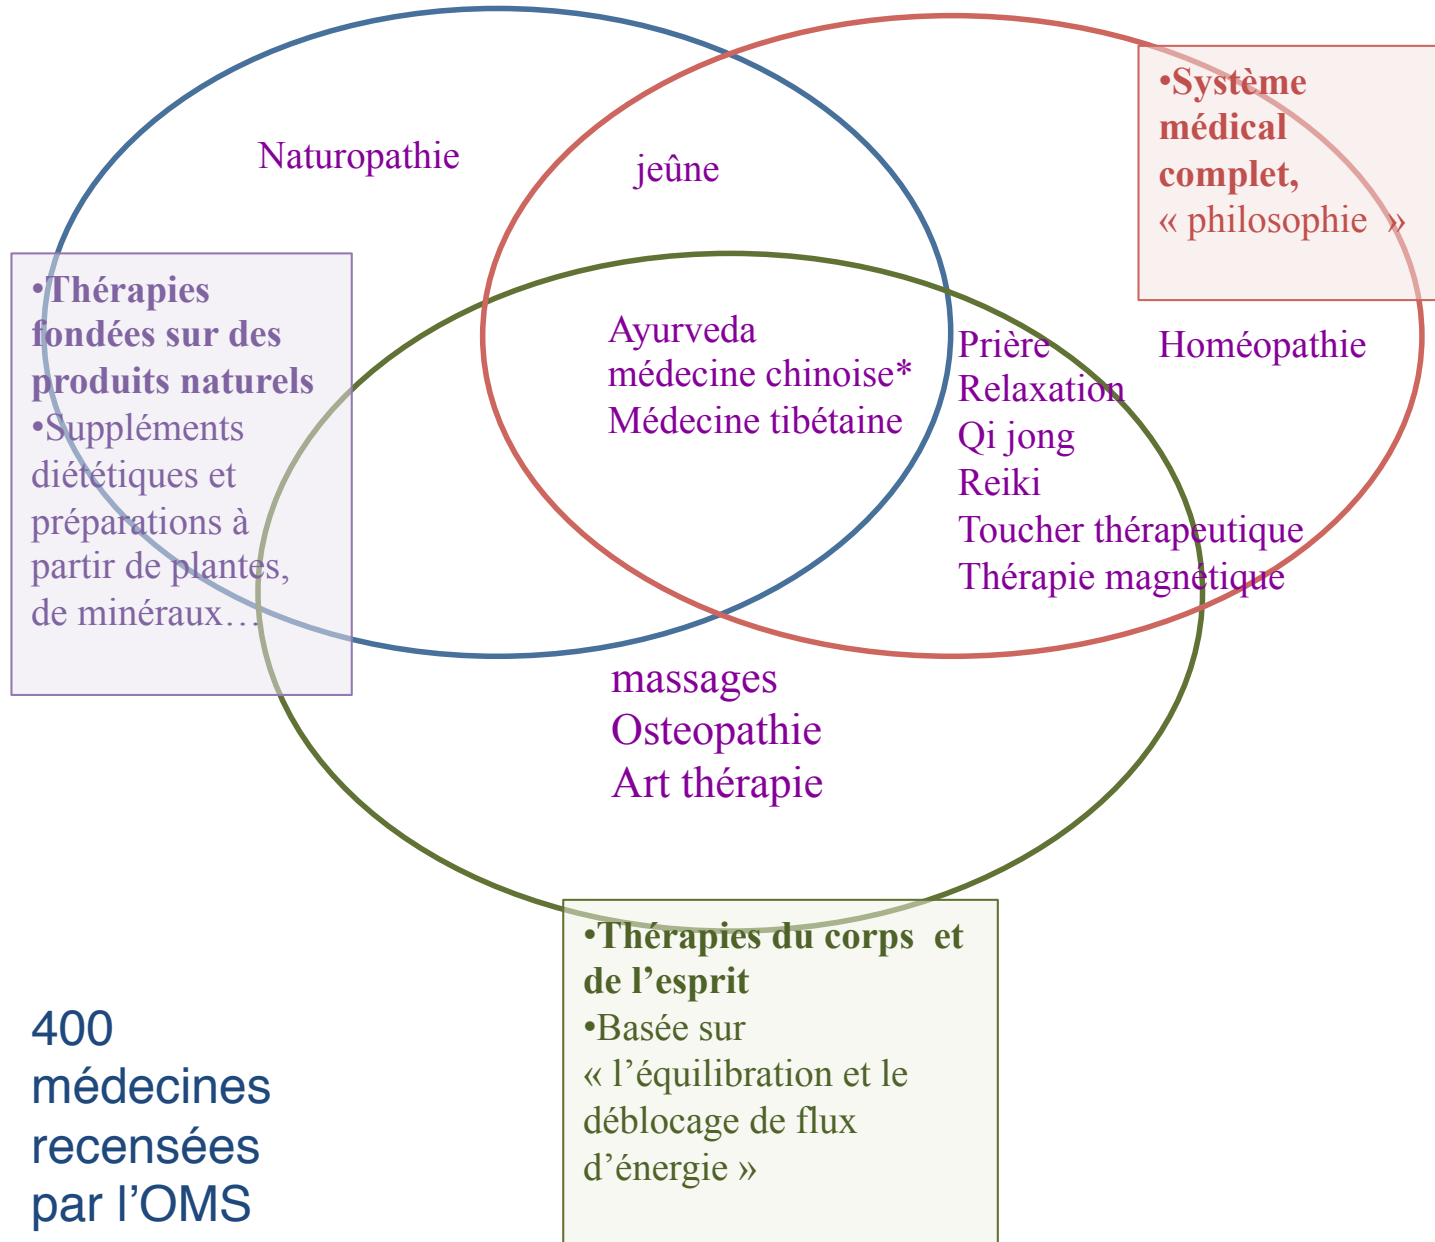 Naturopathie
jeûne
•Système
médical
complet,
« philosophie  »
•Thérapies
fondées sur des
produits naturels
•Suppléments
diététiques et
préparations à
partir de plantes,
de minéraux…
Ayurveda
médecine chinoise*
Médecine tibétaine
Prière
Relaxation
Qi jong
Reiki
Toucher thérapeutique
Thérapie magnétique
Homéopathie
massages
Osteopathie
Art thérapie
•Thérapies du corps  et
de l’esprit
•Basée sur
« l’équilibration et le
déblocage de flux
d’énergie »
400
médecines
recensées
par l’OMS